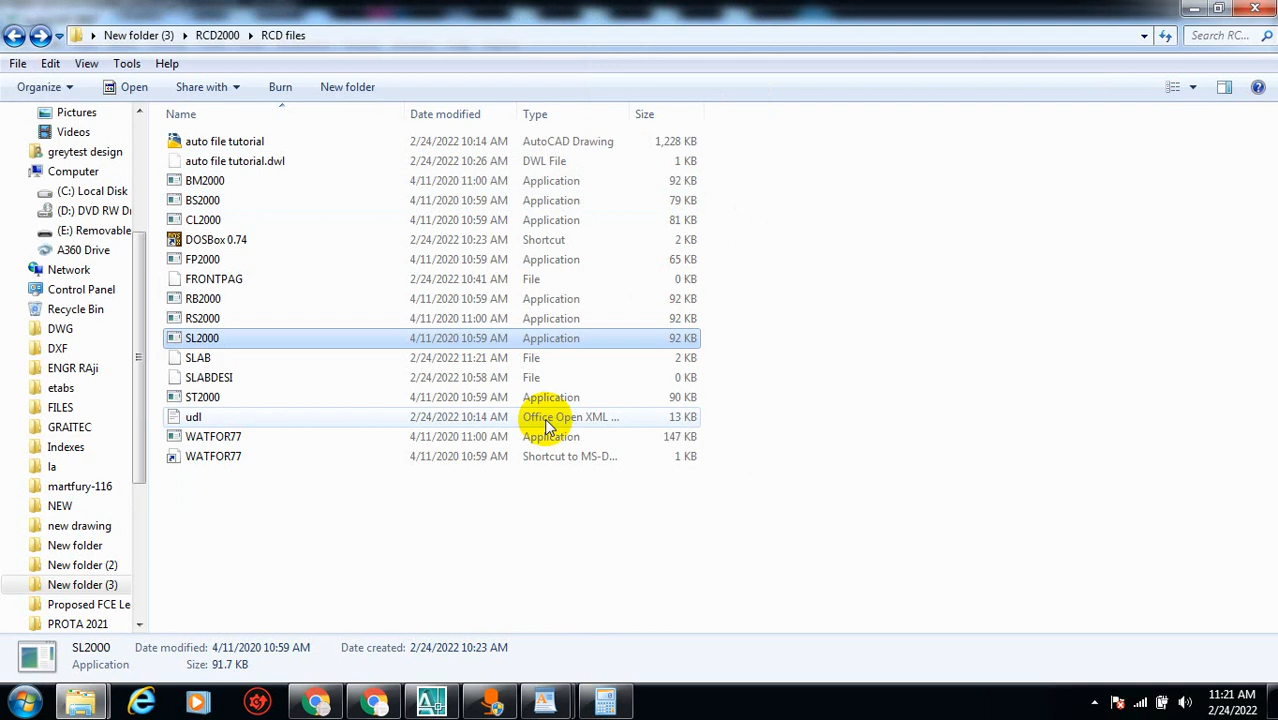 New folder (3) RCD2000 RCD files Search RC...
File Edit View Tools Help
Organize Open Share with Burn New folder
Name Date modified Type Size
Pictures
Videos
greytest design
Computer
(C:) Local Disk
(D:) DVD RW Dr
(E:) Removable
A360 Drive
Network
Control Panel
Recycle Bin
DWG
DXF
ENGR RAji
etabs
FILES
GRAITEC
Indexes
la
martfury-116
NEW
new drawing
New folder
New folder (2)
New folder (3)
Proposed FCE Le
PROTA 2021
auto file tutorial 2/24/2022 10:14 AM AutoCAD Drawing 1,228 KB
auto file tutorial.dwl 2/24/2022 10:26 AM DWL File 1 KB
BM2000 4/11/2020 11:00 AM Application 92 KB
BS2000 4/11/2020 10:59 AM Application 79 KB
CL2000 4/11/2020 10:59 AM Application 81 KB
DOSBox 0.74 2/24/2022 10:23 AM Shortcut 2 KB
FP2000 4/11/2020 10:59 AM Application 65 KB
FRONTPAG 2/24/2022 10:41 AM File 0 KB
RB2000 4/11/2020 10:59 AM Application 92 KB
RS2000 4/11/2020 11:00 AM Application 92 KB
SL2000 4/11/2020 10:59 AM Application 92 KB
SLAB 2/24/2022 11:21 AM File 2 KB
SLABDESI 2/24/2022 10:58 AM File 0 KB
ST2000 4/11/2020 10:59 AM Application 90 KB
udl 2/24/2022 10:14 AM Office Open XML ... 13 KB
WATFOR77 4/11/2020 11:00 AM Application 147 KB
WATFOR77 4/11/2020 10:59 AM Shortcut to MS-D... 1 KB
SL2000 Date modified: 4/11/2020 10:59 AM Date created: 2/24/2022 10:23 AM
Application Size: 91.7 KB
11:21 AM
2/24/2022